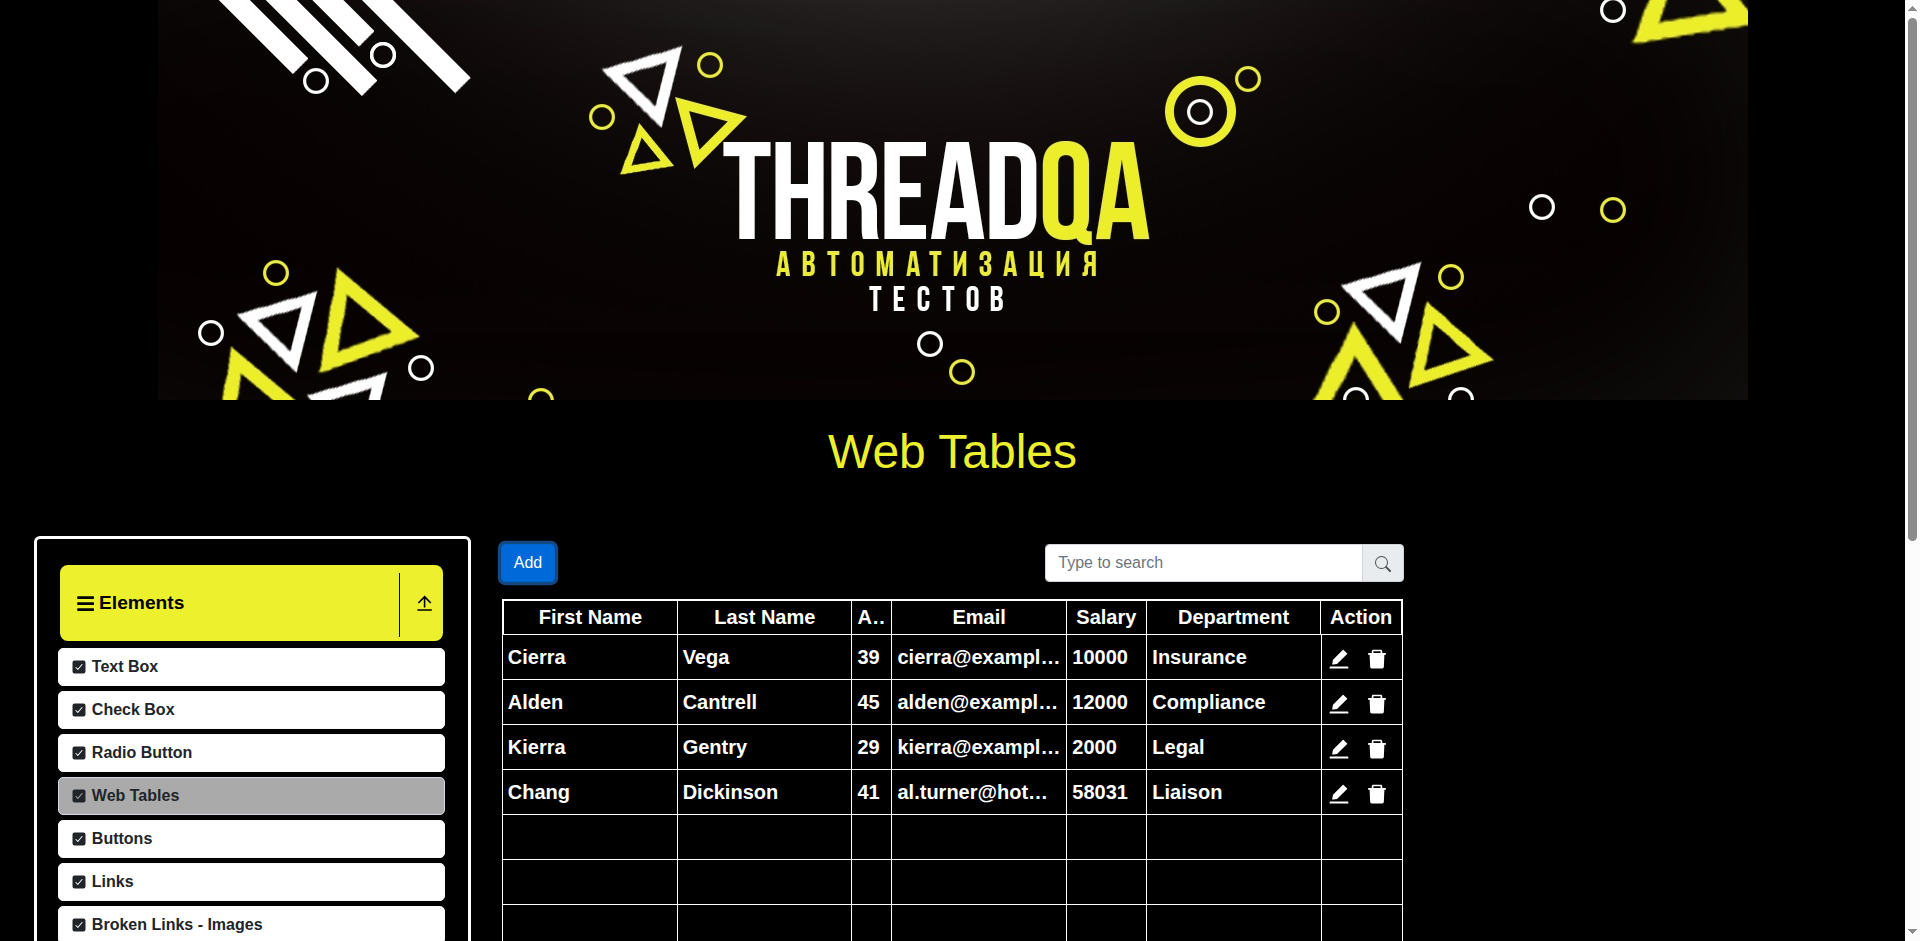 THREADQA
АВТОМАТИЗАЦИЯ
ТЕСТОВ
Web Tables
Elements
Text Box
Check Box
Radio Button
Web Tables
Buttons
Links
Broken Links - Images
Add
Type to search
First Name Last Name A.. Email Salary Department Action
Cierra Vega 39 cierra@exampl... 10000 Insurance
Alden Cantrell 45 alden@exampl... 12000 Compliance
Kierra Gentry 29 kierra@exampl... 2000 Legal
Chang Dickinson 41 al.turner@hot... 58031 Liaison